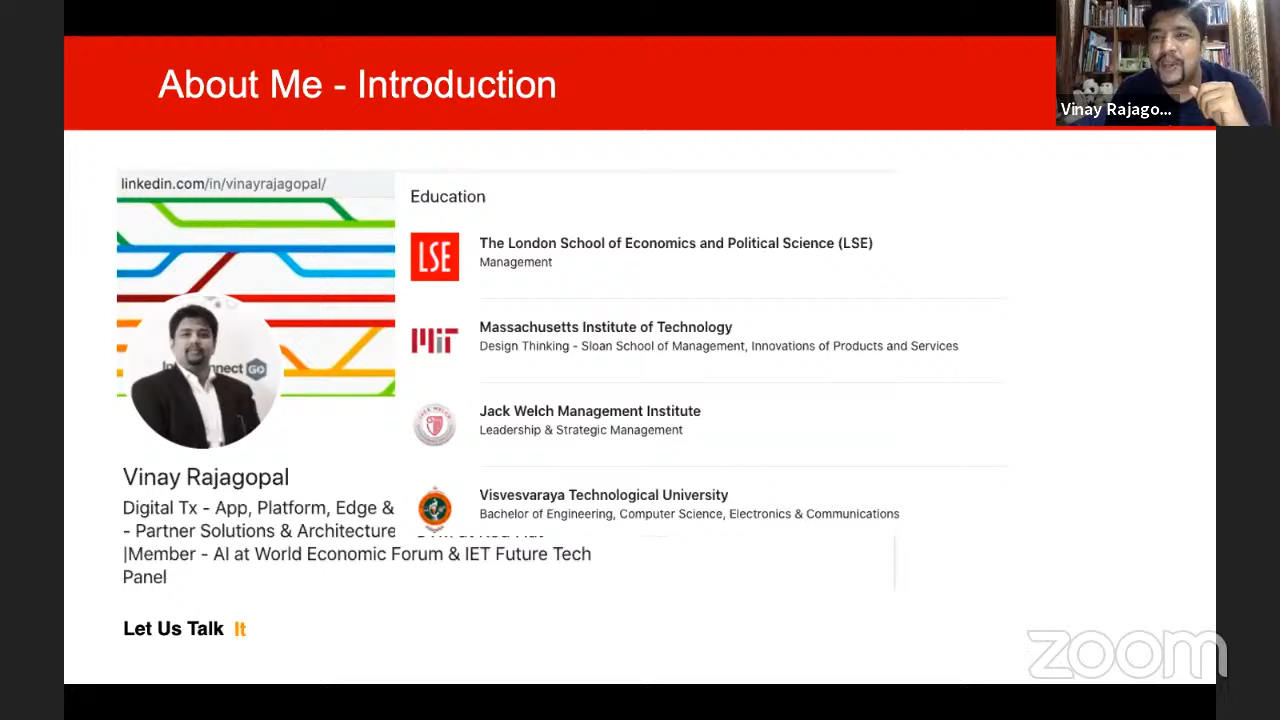 About Me - Introduction
Vinay Rajago...
linkedin.com/in/vinayrajagopal/
Education
LSE
The London School of Economics and Political Science (LSE)
Management
MIT
Massachusetts Institute of Technology
Design Thinking - Sloan School of Management, Innovations of Products and Services
Jack Welch Management Institute
Leadership & Strategic Management
Visvesvaraya Technological University
Bachelor of Engineering, Computer Science, Electronics & Communications
GO
Vinay Rajagopal
Digital Tx - App, Platform, Edge &
- Partner Solutions & Architecture
|Member - AI at World Economic Forum & IET Future Tech
Panel
Let Us Talk It
zoom